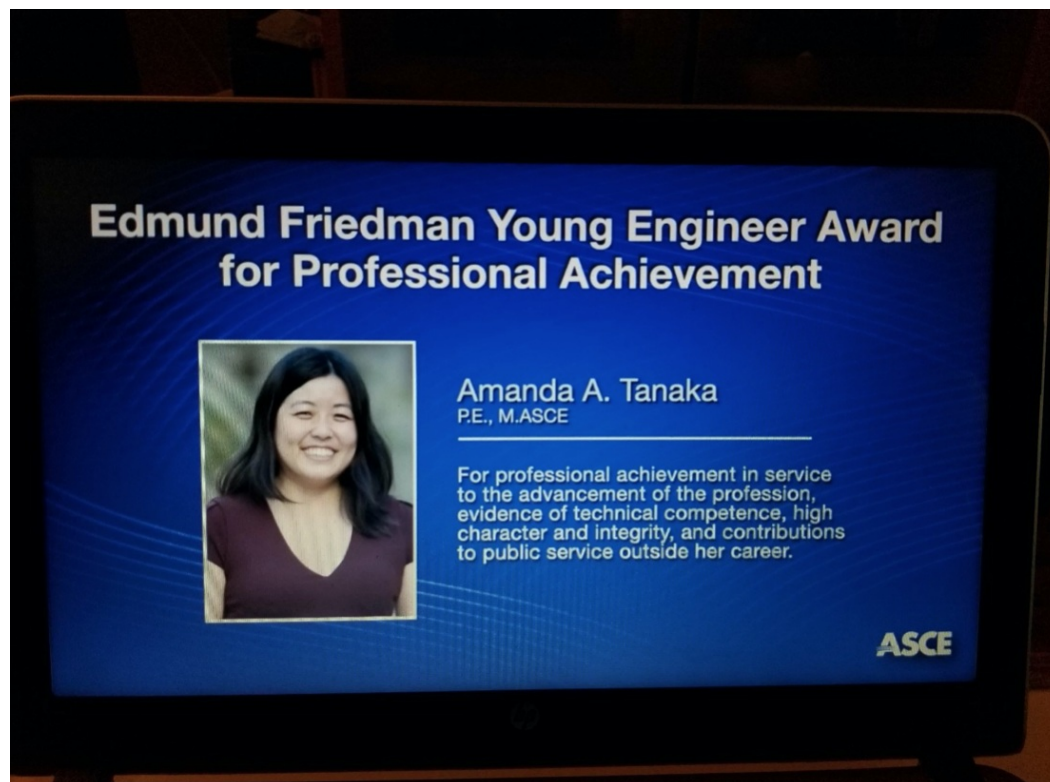 Edmund Friedman Young Engineer Award
for Professional Achievement
Amanda A. Tanaka
P.E., M.ASCE
For professional achievement in service
to the advancement of the profession,
evidence of technical competence, high
character and integrity, and contributions
to public service outside her career.
ASCE
hp